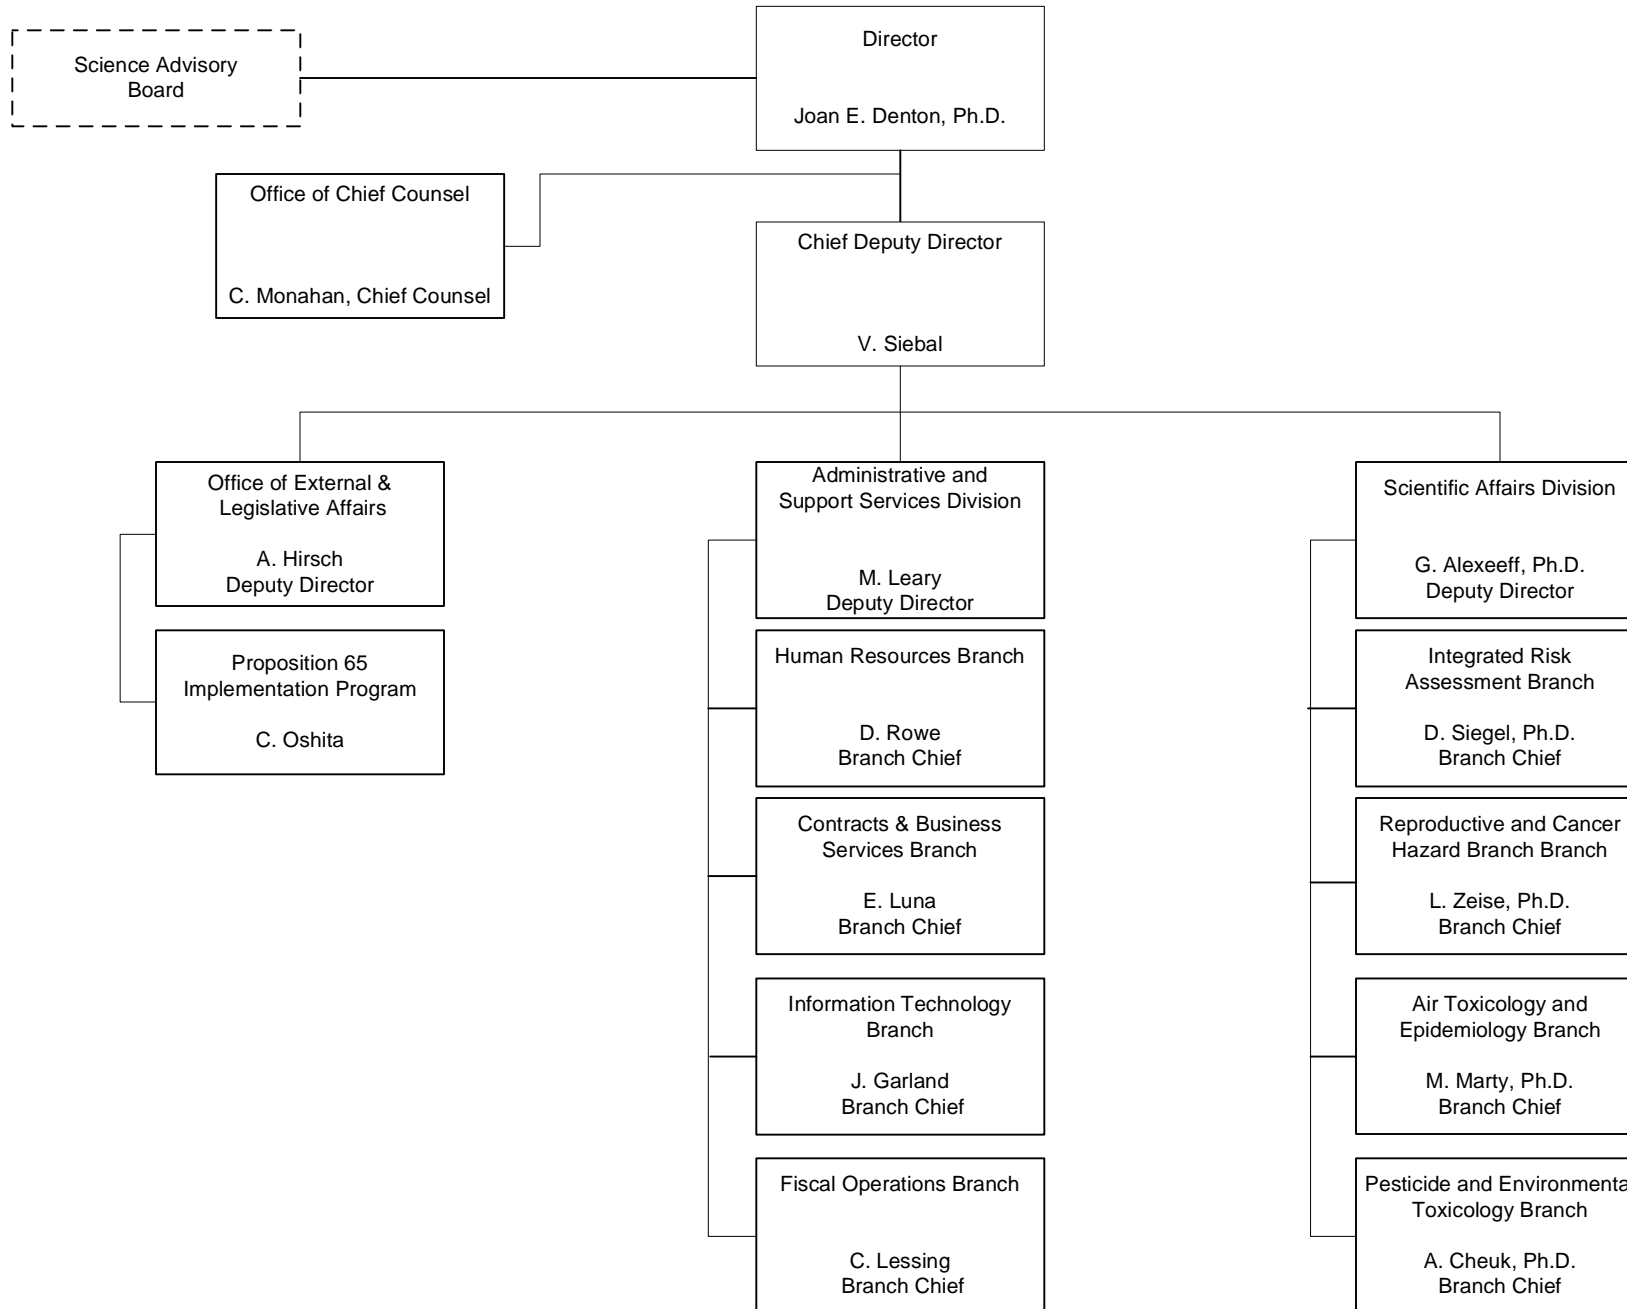 Science Advisory
Board
Director
Joan E. Denton, Ph.D.
Office of Chief Counsel
C. Monahan, Chief Counsel
Chief Deputy Director
V. Siebal
Office of External &
Legislative Affairs
A. Hirsch
Deputy Director
Proposition 65
Implementation Program
C. Oshita
Administrative and
Support Services Division
M. Leary
Deputy Director
Human Resources Branch
D. Rowe
Branch Chief
Contracts & Business
Services Branch
E. Luna
Branch Chief
Information Technology
Branch
J. Garland
Branch Chief
Fiscal Operations Branch
C. Lessing
Branch Chief
Scientific Affairs Division
G. Alexeeff, Ph.D.
Deputy Director
Integrated Risk
Assessment Branch
D. Siegel, Ph.D.
Branch Chief
Reproductive and Cancer
Hazard Branch Branch
L. Zeise, Ph.D.
Branch Chief
Air Toxicology and
Epidemiology Branch
M. Marty, Ph.D.
Branch Chief
Pesticide and Environmenta
Toxicology Branch
A. Cheuk, Ph.D.
Branch Chief